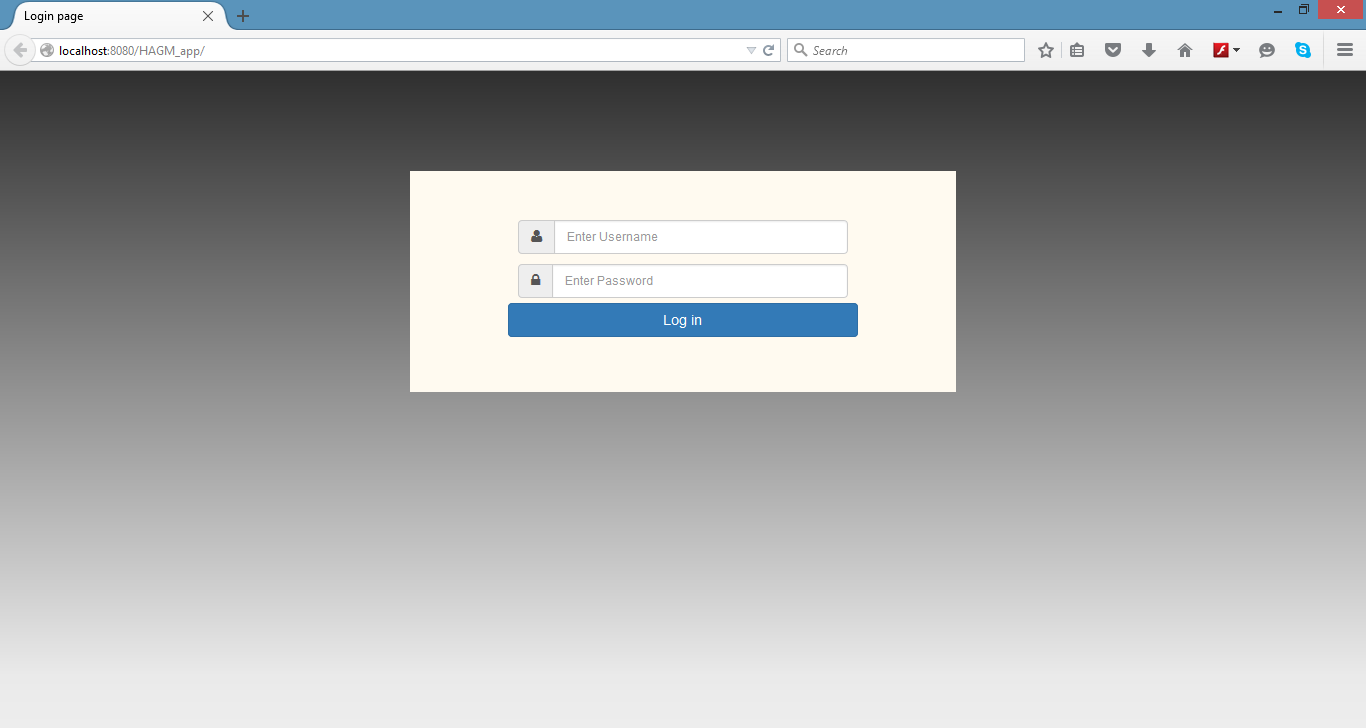 Login page
localhost:8080/HAGM_app/
Search
Enter Username
Enter Password
Log in